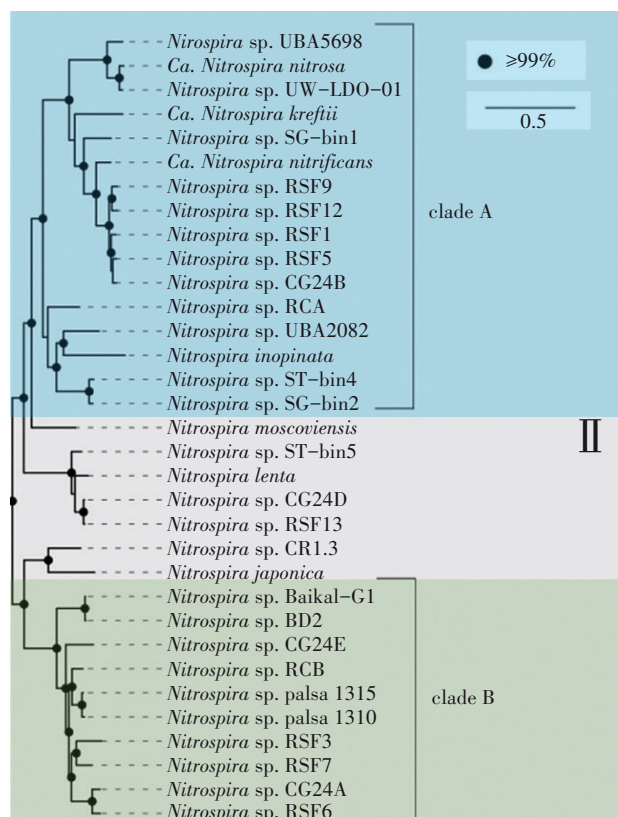 Nirospira sp. UBA5698
Ca. Nitrospira nitrosa
Nitrospira sp. UW-LDO-01
Ca. Nitrospira kreftii
Nitrospira sp. SG-bin1
Ca. Nitrospira nitrificans
Nitrospira sp. RSF9
Nitrospira sp. RSF12
Nitrospira sp. RSF1
Nitrospira sp. RSF5
Nitrospira sp. CG24B
Nitrospira sp. RCA
Nitrospira sp. UBA2082
Nitrospira inopinata
Nitrospira sp. ST-bin4
Nitrospira sp. SG-bin2
Nitrospira moscoviensis
Nitrospira sp. ST-bin5
Nitrospira lenta
Nitrospira sp. CG24D
Nitrospira sp. RSF13
Nitrospira sp. CR1.3
Nitrospira japonica
Nitrospira sp. Baikal-G1
Nitrospira sp. BD2
Nitrospira sp. CG24E
Nitrospira sp. RCB
Nitrospira sp. palsa 1315
Nitrospira sp. palsa 1310
Nitrospira sp. RSF3
Nitrospira sp. RSF7
Nitrospira sp. CG24A
Nitrospira sp. RSF6
≥99%
0.5
clade A
II
clade B